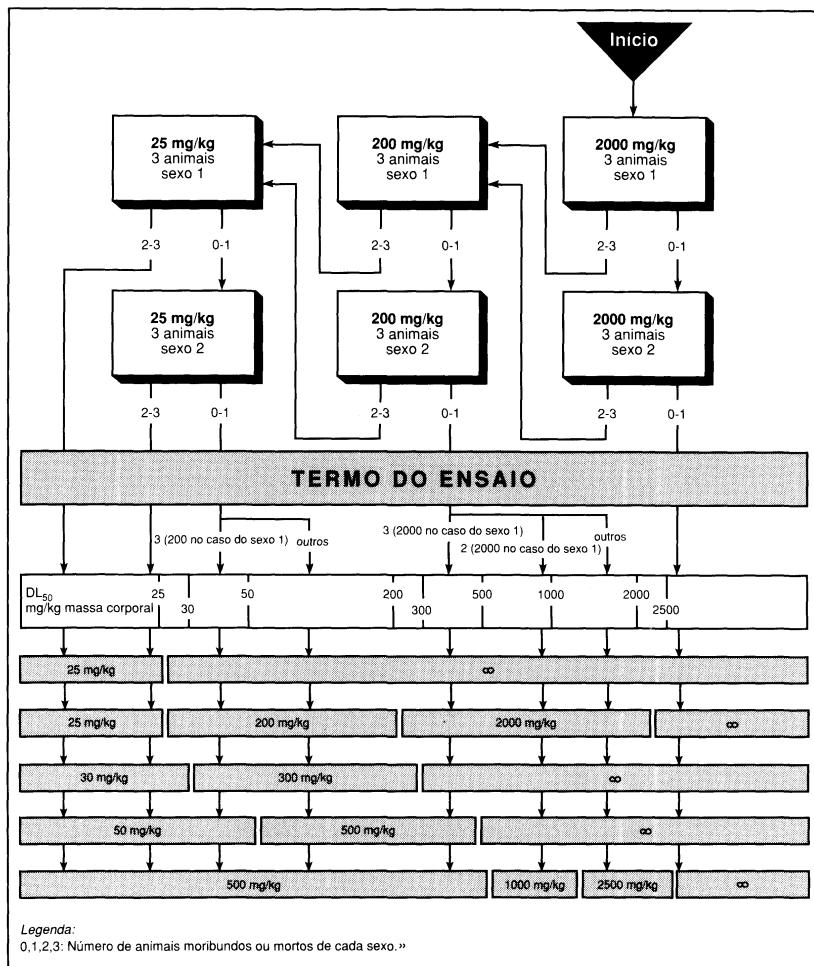 Início
25 mg/kg
3 animais
sexo 1
200 mg/kg
3 animais
sexo 1
2000 mg/kg
3 animais
sexo 1
2-3 0-1 2-3 0-1 2-3 0-1
25 mg/kg
3 animais
sexo 2
200 mg/kg
3 animais
sexo 2
2000 mg/kg
3 animais
sexo 2
2-3 0-1 2-3 0-1 2-3 0-1
TERMO DO ENSAIO
3 (200 no caso do sexo 1) outros 3 (2000 no caso do sexo 1) outros
2 (2000 no caso do sexo 1)
DL50 25 50 200 500 1000 2000
mg/kg massa corporal 30 300 2500
25 mg/kg ∞
25 mg/kg 200 mg/kg 2000 mg/kg ∞
30 mg/kg 300 mg/kg ∞
50 mg/kg 500 mg/kg ∞
500 mg/kg 1000 mg/kg 2500 mg/kg ∞
Legenda:
0,1,2,3: Número de animais moribundos ou mortos de cada sexo.»